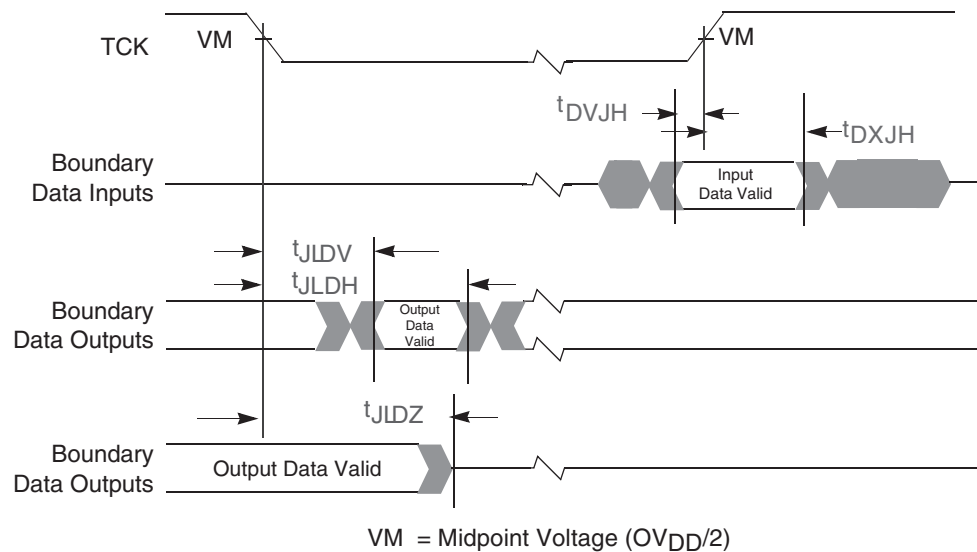 TCK
VM
VM
tDVJH
tDXJH
Boundary
Data Inputs
Input
Data Valid
tJLDV
tJLDH
Boundary
Data Outputs
Output
Data
Valid
tJLDZ
Boundary
Data Outputs
Output Data Valid
VM = Midpoint Voltage (OVDD/2)